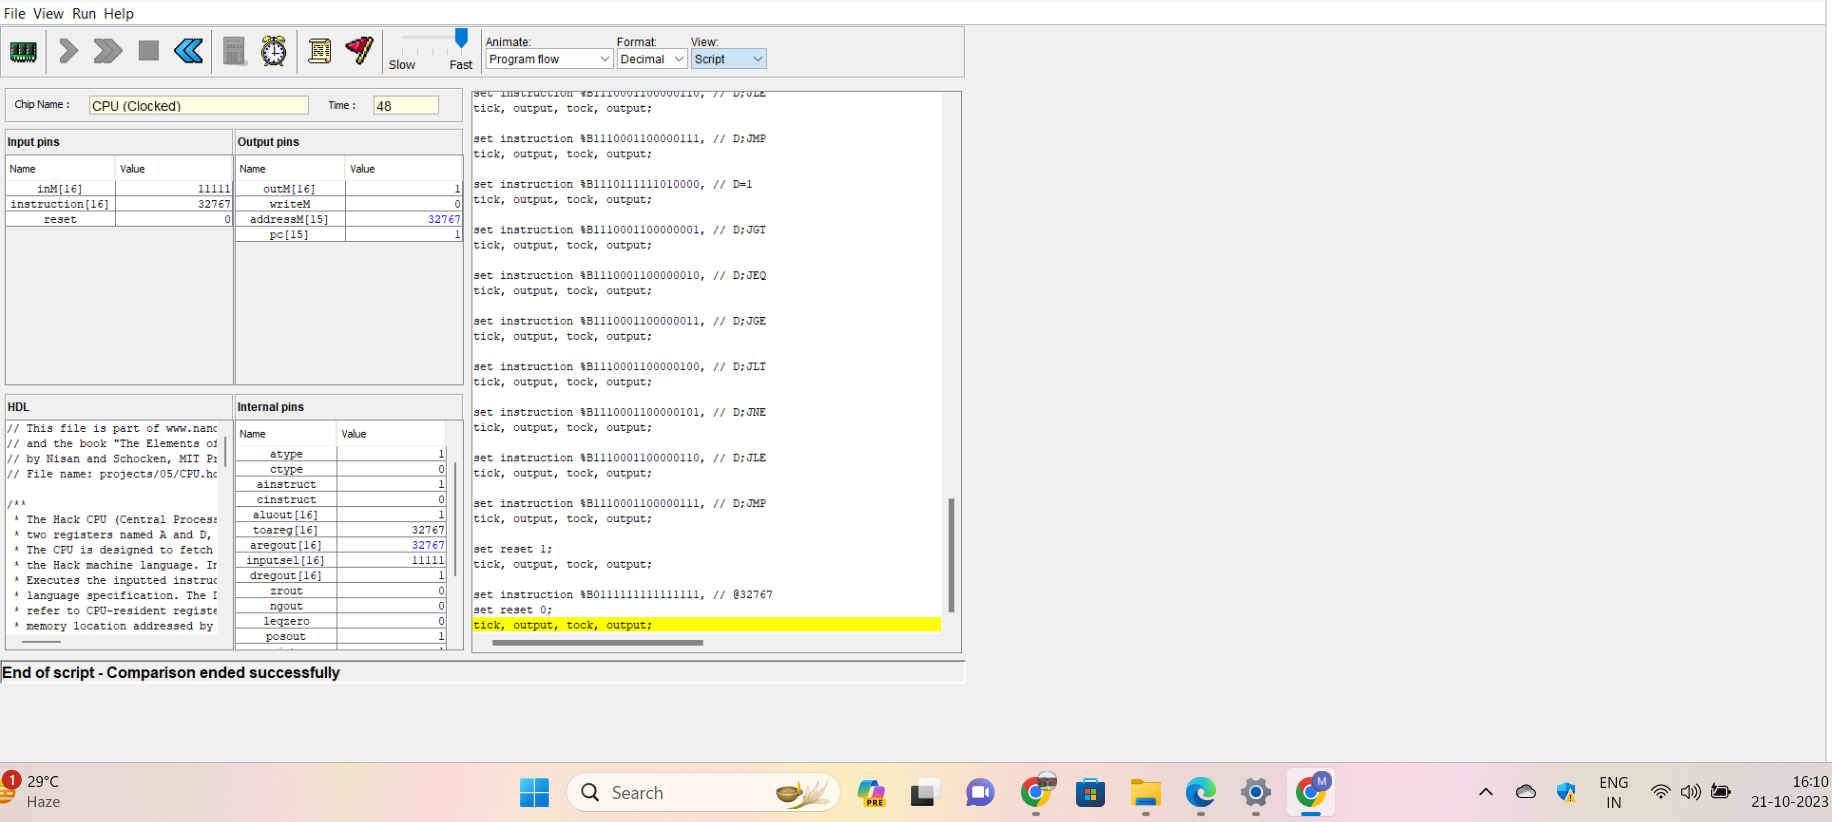 File View Run Help
Slow Fast
Animate: Format: View:
Program flow Decimal Script
Chip Name : CPU (Clocked) Time : 48
Input pins
Name Value
inM[16] 11111
instruction[16] 32767
reset 0
Output pins
Name Value
outM[16] 1
writeM 0
addressM[15] 32767
pc[15] 1
HDL
// This file is part of www.nanc
// and the book "The Elements of
// by Nisan and Schocken, MIT Pr
// File name: projects/05/CPU.hd
/**
* The Hack CPU (Central Process
* two registers named A and D,
* The CPU is designed to fetch
* the Hack machine language. In
* Executes the inputted instruc
* language specification. The D
* refer to CPU-resident registe
* memory location addressed by
Internal pins
Name Value
atype 1
ctype 0
ainstruct 1
cinstruct 0
aluout[16] 1
toareg[16] 32767
aregout[16] 32767
inputsel[16] 11111
dregout[16] 1
zrout 0
ngout 0
leqzero 0
posout 1
set instruction %B1110001100000110, // D;JLE
tick, output, tock, output;
set instruction %B1110001100000111, // D;JMP
tick, output, tock, output;
set instruction %B1110111111010000, // D=1
tick, output, tock, output;
set instruction %B1110001100000001, // D;JGT
tick, output, tock, output;
set instruction %B1110001100000010, // D;JEQ
tick, output, tock, output;
set instruction %B1110001100000011, // D;JGE
tick, output, tock, output;
set instruction %B1110001100000100, // D;JLT
tick, output, tock, output;
set instruction %B1110001100000101, // D;JNE
tick, output, tock, output;
set instruction %B1110001100000110, // D;JLE
tick, output, tock, output;
set instruction %B1110001100000111, // D;JMP
tick, output, tock, output;
set reset 1;
tick, output, tock, output;
set instruction %B0111111111111111, // @32767
set reset 0;
tick, output, tock, output;
End of script - Comparison ended successfully
1
29°C
Haze
Search
PRE
M
ENG
IN
16:10
21-10-2023